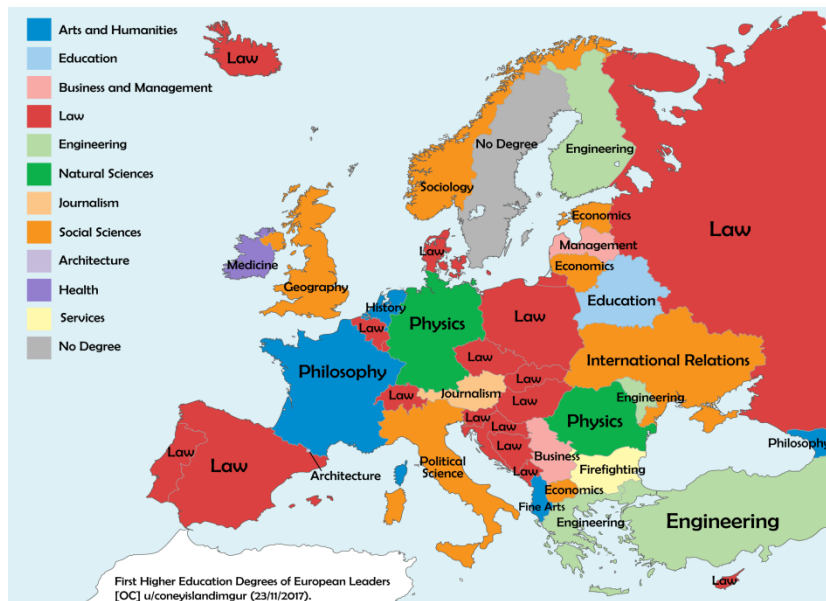 Arts and Humanities
Education
Business and Management
Law
Engineering
Natural Sciences
Journalism
Social Sciences
Architecture
Health
Services
No Degree
Law
No Degree
Engineering
Sociology
Economics
Law
Law
Management
Medicine
Economics
Geography
Education
History
Physics
Law
Law
International Relations
Philosophy
Law
Law
Journalism
Law
Engineering
Law
Physics
Law
Law
Philosophy
Law
Law
Law
Business
Political
Science
Firefighting
Architecture
Law
Economics
Fine Arts
Engineering
Engineering
Law
First Higher Education Degrees of European Leaders
[OC] u/coneyislandimgur (23/11/2017).